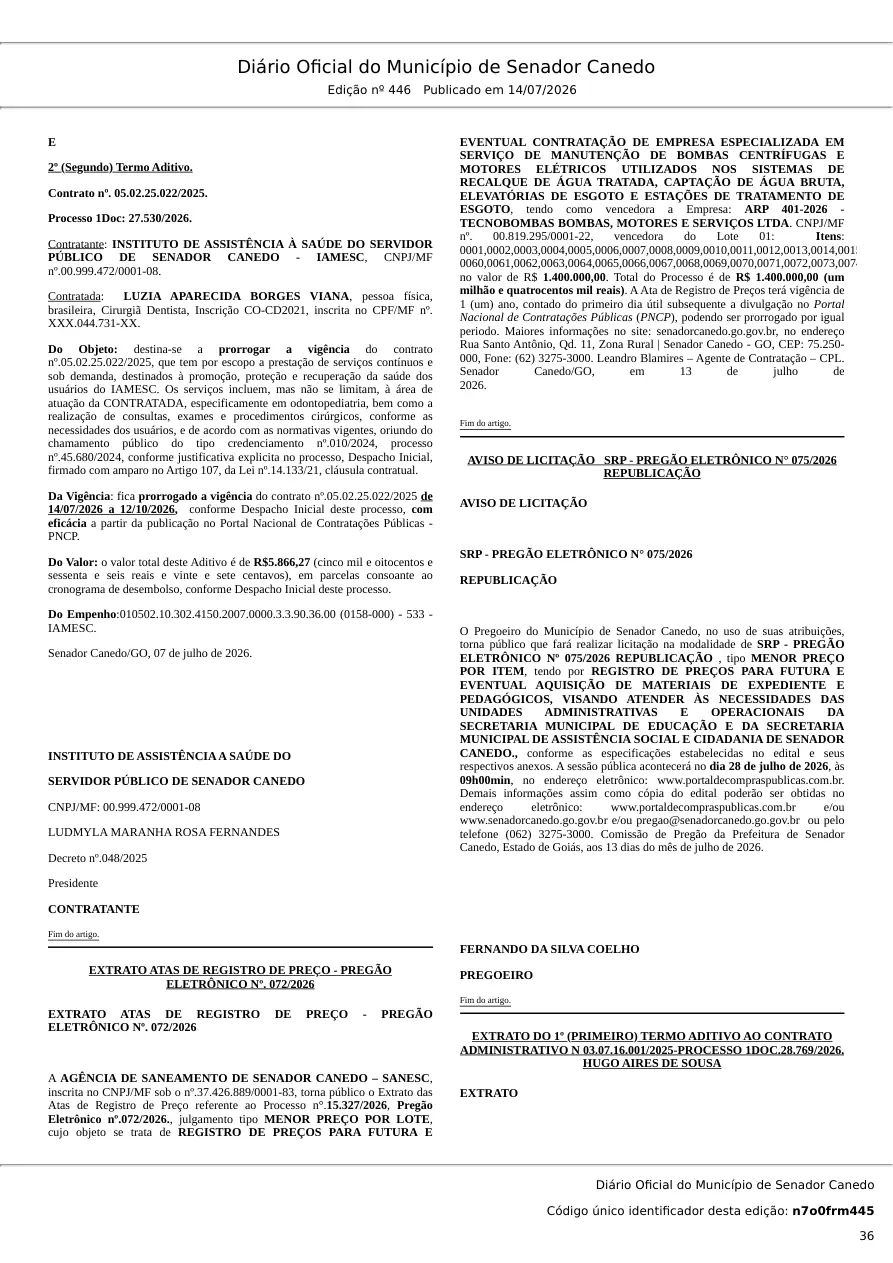 Diário Oficial do Município de Senador Canedo
Edição nº 446 Publicado em 14/07/2026
E
2º (Segundo) Termo Aditivo.
Contrato nº. 05.02.25.022/2025.
Processo 1Doc: 27.530/2026.
Contratante: INSTITUTO DE ASSISTÊNCIA À SAÚDE DO SERVIDOR
PÚBLICO DE SENADOR CANEDO - IAMESC, CNPJ/MF
nº.00.999.472/0001-08.
Contratada: LUZIA APARECIDA BORGES VIANA, pessoa física,
brasileira, Cirurgiã Dentista, Inscrição CO-CD2021, inscrita no CPF/MF nº.
XXX.044.731-XX.
Do Objeto: destina-se a prorrogar a vigência do contrato
nº.05.02.25.022/2025, que tem por escopo a prestação de serviços contínuos e
sob demanda, destinados à promoção, proteção e recuperação da saúde dos
usuários do IAMESC. Os serviços incluem, mas não se limitam, à área de
atuação da CONTRATADA, especificamente em odontopediatria, bem como a
realização de consultas, exames e procedimentos cirúrgicos, conforme as
necessidades dos usuários, e de acordo com as normativas vigentes, oriundo do
chamamento público do tipo credenciamento nº.010/2024, processo
nº.45.680/2024, conforme justificativa explicita no processo, Despacho Inicial,
firmado com amparo no Artigo 107, da Lei nº.14.133/21, cláusula contratual.
Da Vigência: fica prorrogado a vigência do contrato nº.05.02.25.022/2025 de
14/07/2026 a 12/10/2026, conforme Despacho Inicial deste processo, com
eficácia a partir da publicação no Portal Nacional de Contratações Públicas -
PNCP.
Do Valor: o valor total deste Aditivo é de R$5.866,27 (cinco mil e oitocentos e
sessenta e seis reais e vinte e sete centavos), em parcelas consoante ao
cronograma de desembolso, conforme Despacho Inicial deste processo.
Do Empenho:010502.10.302.4150.2007.0000.3.3.90.36.00 (0158-000) - 533 -
IAMESC.
Senador Canedo/GO, 07 de julho de 2026.
INSTITUTO DE ASSISTÊNCIA A SAÚDE DO
SERVIDOR PÚBLICO DE SENADOR CANEDO
CNPJ/MF: 00.999.472/0001-08
LUDMYLA MARANHA ROSA FERNANDES
Decreto nº.048/2025
Presidente
CONTRATANTE
Fim do artigo.
EXTRATO ATAS DE REGISTRO DE PREÇO - PREGÃO
ELETRÔNICO Nº. 072/2026
EXTRATO ATAS DE REGISTRO DE PREÇO - PREGÃO
ELETRÔNICO Nº. 072/2026
A AGÊNCIA DE SANEAMENTO DE SENADOR CANEDO – SANESC,
inscrita no CNPJ/MF sob o nº.37.426.889/0001-83, torna público o Extrato das
Atas de Registro de Preço referente ao Processo n°.15.327/2026, Pregão
Eletrônico nº.072/2026., julgamento tipo MENOR PREÇO POR LOTE,
cujo objeto se trata de REGISTRO DE PREÇOS PARA FUTURA E
EVENTUAL CONTRATAÇÃO DE EMPRESA ESPECIALIZADA EM
SERVIÇO DE MANUTENÇÃO DE BOMBAS CENTRÍFUGAS E
MOTORES ELÉTRICOS UTILIZADOS NOS SISTEMAS DE
RECALQUE DE ÁGUA TRATADA, CAPTAÇÃO DE ÁGUA BRUTA,
ELEVATÓRIAS DE ESGOTO E ESTAÇÕES DE TRATAMENTO DE
ESGOTO, tendo como vencedora a Empresa: ARP 401-2026 -
TECNOBOMBAS BOMBAS, MOTORES E SERVIÇOS LTDA. CNPJ/MF
nº. 00.819.295/0001-22, vencedora do Lote 01: Itens:
0001,0002,0003,0004,0005,0006,0007,0008,0009,0010,0011,0012,0013,0014,0015
0060,0061,0062,0063,0064,0065,0066,0067,0068,0069,0070,0071,0072,0073,007
no valor de R$ 1.400.000,00. Total do Processo é de R$ 1.400.000,00 (um
milhão e quatrocentos mil reais). A Ata de Registro de Preços terá vigência de
1 (um) ano, contado do primeiro dia útil subsequente a divulgação no Portal
Nacional de Contratações Públicas (PNCP), podendo ser prorrogado por igual
período. Maiores informações no site: senadorcanedo.go.gov.br, no endereço
Rua Santo Antônio, Qd. 11, Zona Rural | Senador Canedo - GO, CEP: 75.250-
000, Fone: (62) 3275-3000. Leandro Blamires – Agente de Contratação – CPL.
Senador Canedo/GO, em 13 de julho de
2026.
Fim do artigo.
AVISO DE LICITAÇÃO SRP - PREGÃO ELETRÔNICO N° 075/2026
REPUBLICAÇÃO
AVISO DE LICITAÇÃO
SRP - PREGÃO ELETRÔNICO N° 075/2026
REPUBLICAÇÃO
O Pregoeiro do Município de Senador Canedo, no uso de suas atribuições,
torna público que fará realizar licitação na modalidade de SRP - PREGÃO
ELETRÔNICO Nº 075/2026 REPUBLICAÇÃO , tipo MENOR PREÇO
POR ITEM, tendo por REGISTRO DE PREÇOS PARA FUTURA E
EVENTUAL AQUISIÇÃO DE MATERIAIS DE EXPEDIENTE E
PEDAGÓGICOS, VISANDO ATENDER ÀS NECESSIDADES DAS
UNIDADES ADMINISTRATIVAS E OPERACIONAIS DA
SECRETARIA MUNICIPAL DE EDUCAÇÃO E DA SECRETARIA
MUNICIPAL DE ASSISTÊNCIA SOCIAL E CIDADANIA DE SENADOR
CANEDO., conforme as especificações estabelecidas no edital e seus
respectivos anexos. A sessão pública acontecerá no dia 28 de julho de 2026, às
09h00min, no endereço eletrônico: www.portaldecompraspublicas.com.br.
Demais informações assim como cópia do edital poderão ser obtidas no
endereço eletrônico: www.portaldecompraspublicas.com.br e/ou
www.senadorcanedo.go.gov.br e/ou pregao@senadorcanedo.go.gov.br ou pelo
telefone (062) 3275-3000. Comissão de Pregão da Prefeitura de Senador
Canedo, Estado de Goiás, aos 13 dias do mês de julho de 2026.
FERNANDO DA SILVA COELHO
PREGOEIRO
Fim do artigo.
EXTRATO DO 1º (PRIMEIRO) TERMO ADITIVO AO CONTRATO
ADMINISTRATIVO N 03.07.16.001/2025-PROCESSO 1DOC.28.769/2026.
HUGO AIRES DE SOUSA
EXTRATO
Diário Oficial do Município de Senador Canedo
Código único identificador desta edição: n7o0frm445
36